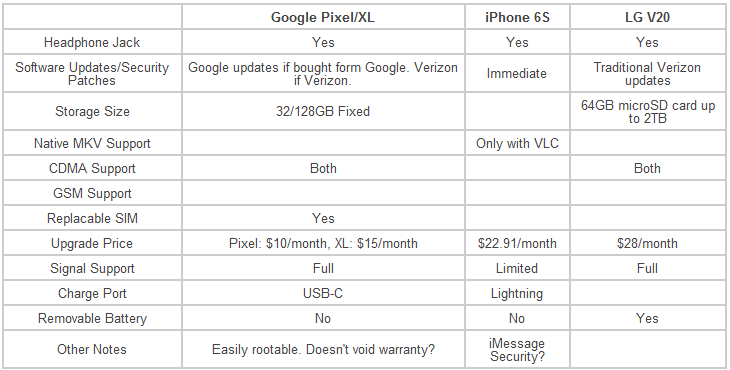 Google Pixel/XL iPhone 6S LG V20
Headphone Jack Yes Yes Yes
Software Updates/Security Google updates if bought form Google. Verizon Immediate Traditional Verizon
Patches if Verizon. updates
Storage Size 32/128GB Fixed 64GB microSD card up
to 2TB
Native MKV Support Only with VLC
CDMA Support Both Both
GSM Support
Replacable SIM Yes
Upgrade Price Pixel: $10/month, XL: $15/month $22.91/month $28/month
Signal Support Full Limited Full
Charge Port USB-C Lightning
Removable Battery No No Yes
Other Notes Easily rootable. Doesn't void warranty? iMessage
Security?